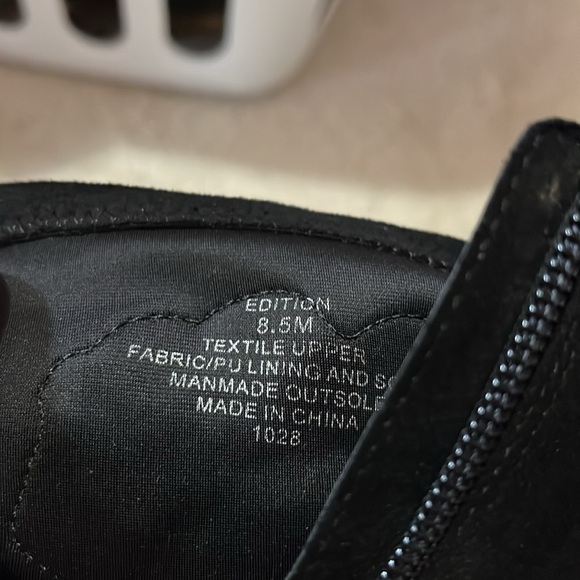 EDITION
8.5M
TEXTILE UPPER
FABRIC/PU LINING AND
MANMADE OUTSOLE
MADE IN CHINA
1028